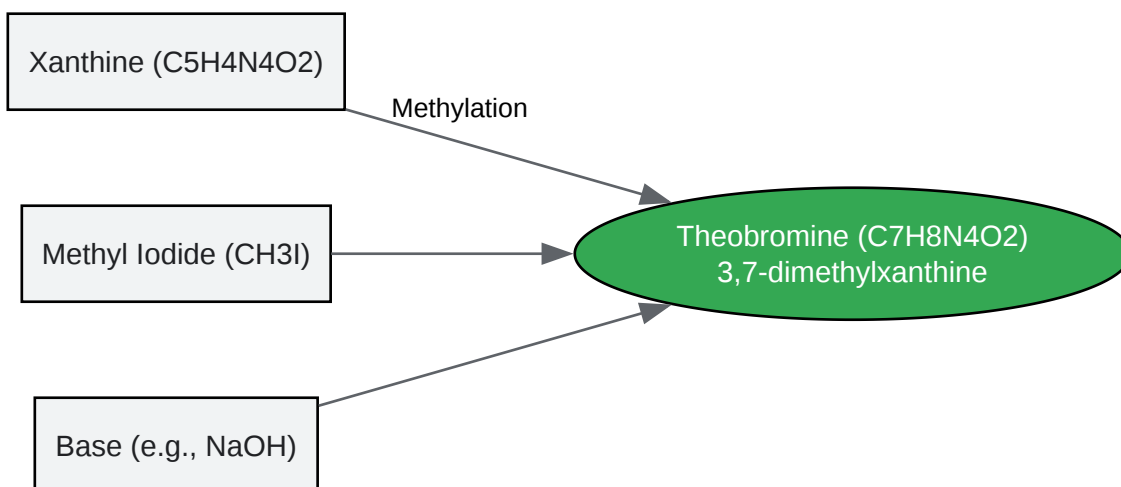 Xanthine (C5H4N4O2)
Methylation
Methyl Iodide (CH3I)
Theobromine (C7H8N4O2)
3,7-dimethylxanthine
Base (e.g., NaOH)